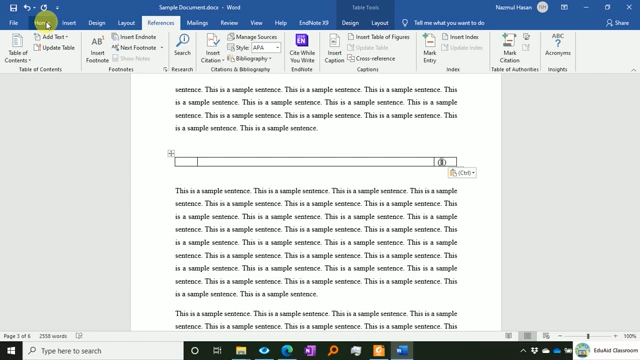 Sample Document.docx - Word
Table Tools
Nazmul Hasan
NH
File Home Insert Design Layout References Mailings Review View Help EndNote X9 Design Layout Tell me what you want to do
Table of Contents
Add Text
Update Table
Table of Contents
AB1
Insert Footnote
Insert Endnote
Next Footnote
Show Notes
Footnotes
Search
Research
Insert Citation
Manage Sources
Style: APA
Bibliography
Citations & Bibliography
EN
Cite While You Write
EndNote
Insert Caption
Insert Table of Figures
Cross-reference
Captions
Mark Entry
Insert Index
Index
Mark Citation
Table of Authorities
Acronyms
Acronyms
sentence. This is a sample sentence. This is a sample sentence. This is a sample sentence. This
is a sample sentence. This is a sample sentence. This is a sample sentence. This is a sample
sentence. This is a sample sentence. This is a sample sentence. This is a sample sentence. This
is a sample sentence. This is a sample sentence.
(Ctrl)
This is a sample sentence. This is a sample sentence. This is a sample sentence. This is a sample
sentence. This is a sample sentence. This is a sample sentence. This is a sample sentence. This
is a sample sentence. This is a sample sentence. This is a sample sentence. This is a sample
sentence. This is a sample sentence. This is a sample sentence. This is a sample sentence. This
is a sample sentence. This is a sample sentence. This is a sample sentence. This is a sample
sentence. This is a sample sentence. This is a sample sentence. This is a sample sentence. This
is a sample sentence. This is a sample sentence. This is a sample sentence. This is a sample
sentence. This is a sample sentence. This is a sample sentence. This is a sample sentence. This
is a sample sentence. This is a sample sentence.
This is a sample sentence. This is a sample sentence. This is a sample sentence. This is a sample
sentence. This is a sample sentence. This is a sample sentence. This is a sample sentence. This
Page 3 of 6 2558 words
100%
Type here to search
EduAid Classroom